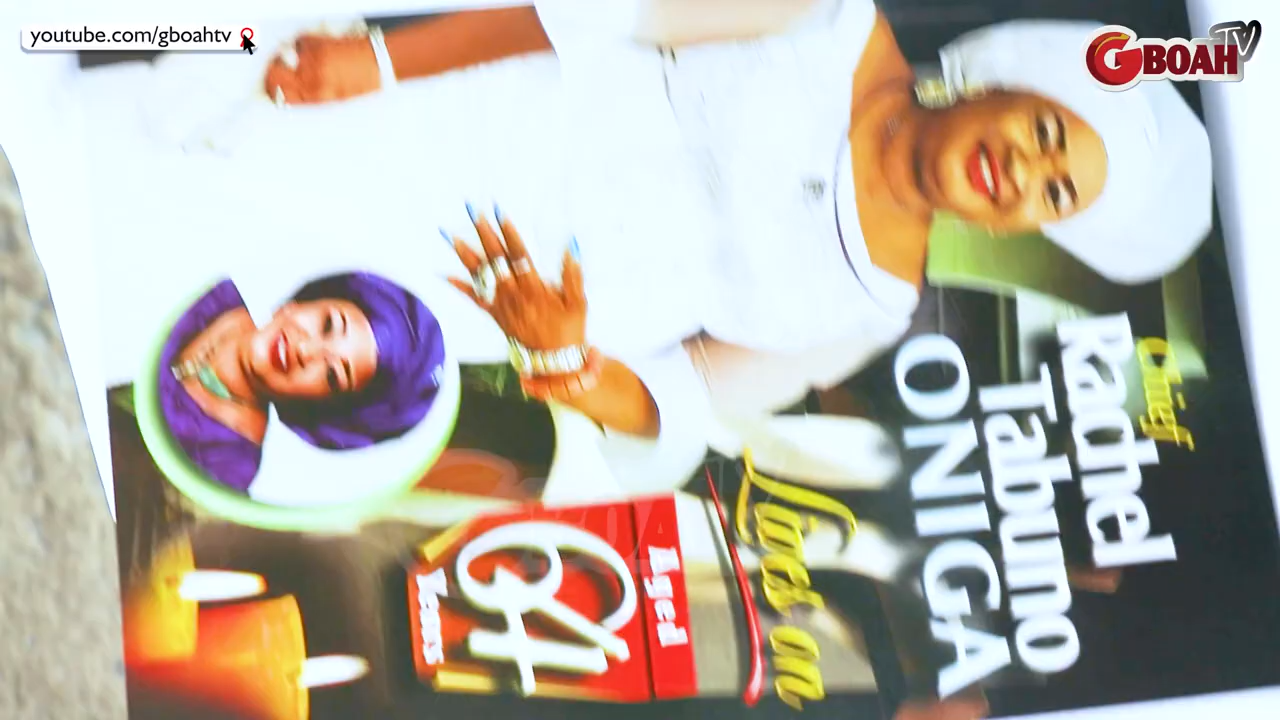 youtube.com/gboahtv
GBOAH TV
Chief
Rachel
Tabuno
ONIGA
Lives on
Aged
64
Years